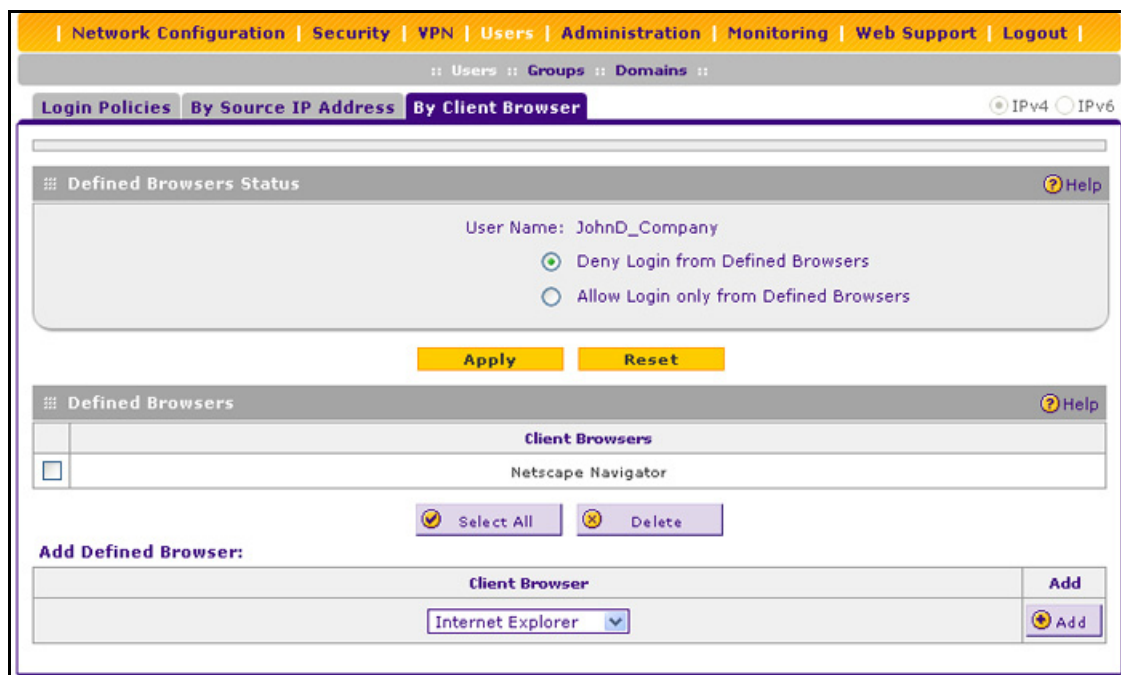 | Network Configuration | Security | VPN | Users | Administration | Monitoring | Web Support | Logout |
:: Users :: Groups :: Domains ::
Login Policies By Source IP Address By Client Browser IPv4 IPv6
Defined Browsers Status Help
User Name: JohnD_Company
Deny Login from Defined Browsers
Allow Login only from Defined Browsers
Apply Reset
Defined Browsers Help
Client Browsers
Netscape Navigator
Select All Delete
Add Defined Browser:
Client Browser Add
Internet Explorer Add